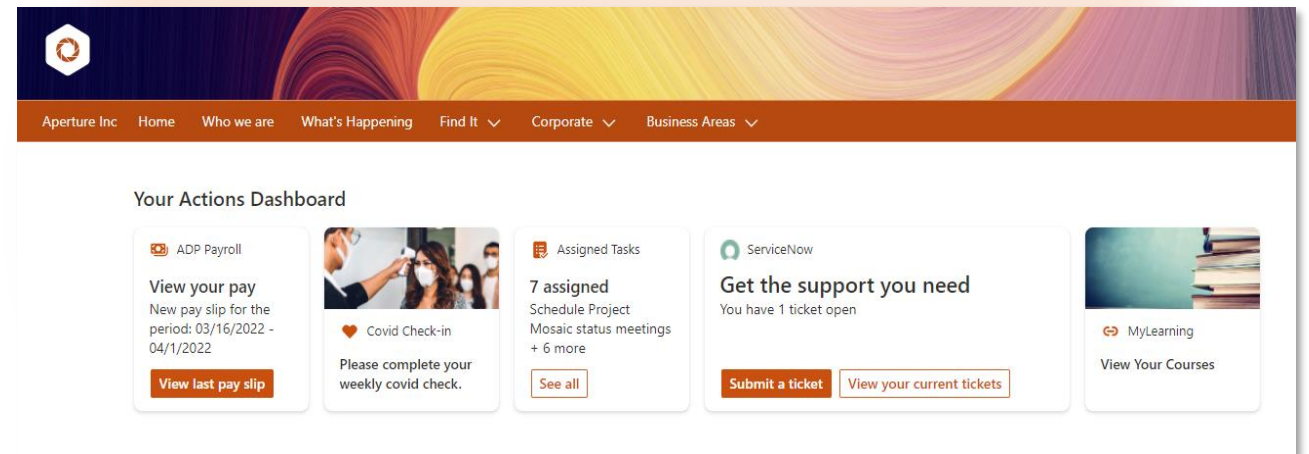 Aperture Inc Home Who we are What's Happening Find It Corporate Business Areas
Your Actions Dashboard
ADP Payroll
View your pay
New pay slip for the
period: 03/16/2022 -
04/1/2022
View last pay slip
Covid Check-in
Please complete your
weekly covid check.
Assigned Tasks
7 assigned
Schedule Project
Mosaic status meetings
+ 6 more
See all
ServiceNow
Get the support you need
You have 1 ticket open
Submit a ticket View your current tickets
MyLearning
View Your Courses